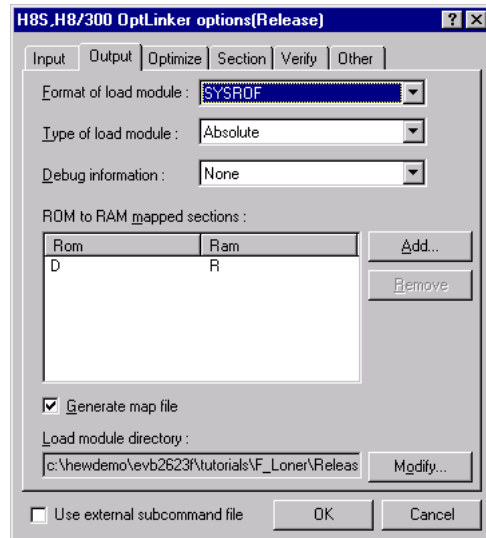 H8S,H8/300 OptLinker options(Release)
Input Output Optimize Section Verify Other
Format of load module : SYSROF
Type of load module : Absolute
Debug information : None
ROM to RAM mapped sections :
Rom Ram Add...
D R
Remove
Generate map file
Load module directory :
c:\hewdemo\evb2623f\tutorials\F_Loner\Releas Modify...
Use external subcommand file OK Cancel